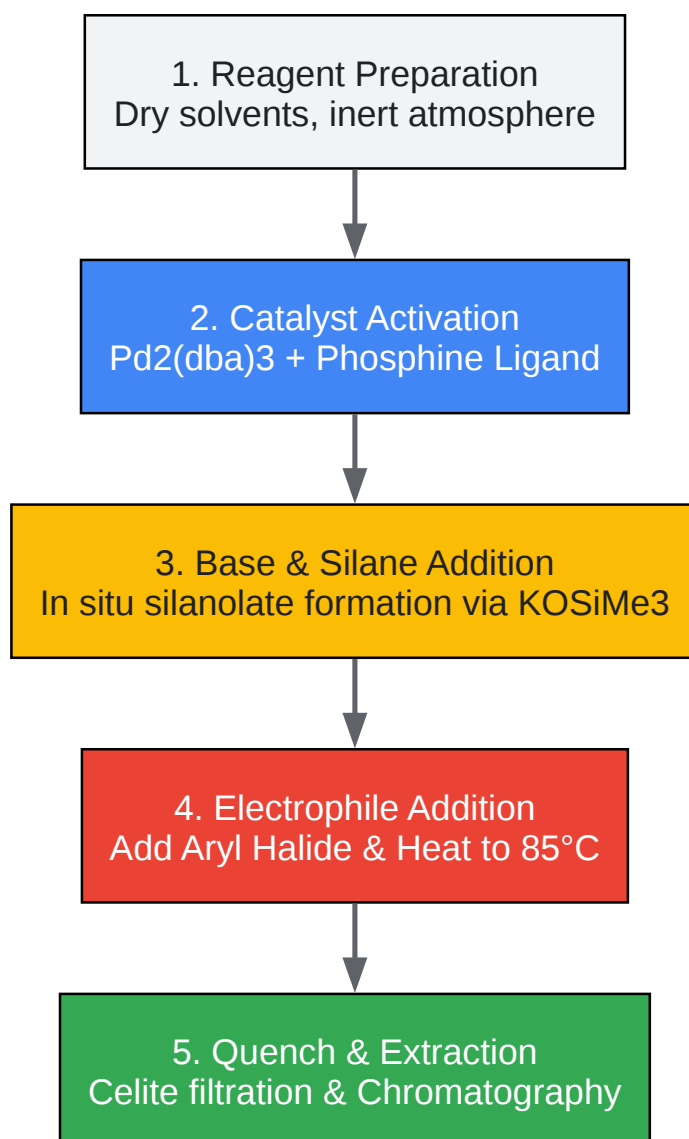 1. Reagent Preparation
Dry solvents, inert atmosphere
2. Catalyst Activation
Pd2(dba)3 + Phosphine Ligand
3. Base & Silane Addition
In situ silanolate formation via KOSiMe3
4. Electrophile Addition
Add Aryl Halide & Heat to 85°C
5. Quench & Extraction
Celite filtration & Chromatography